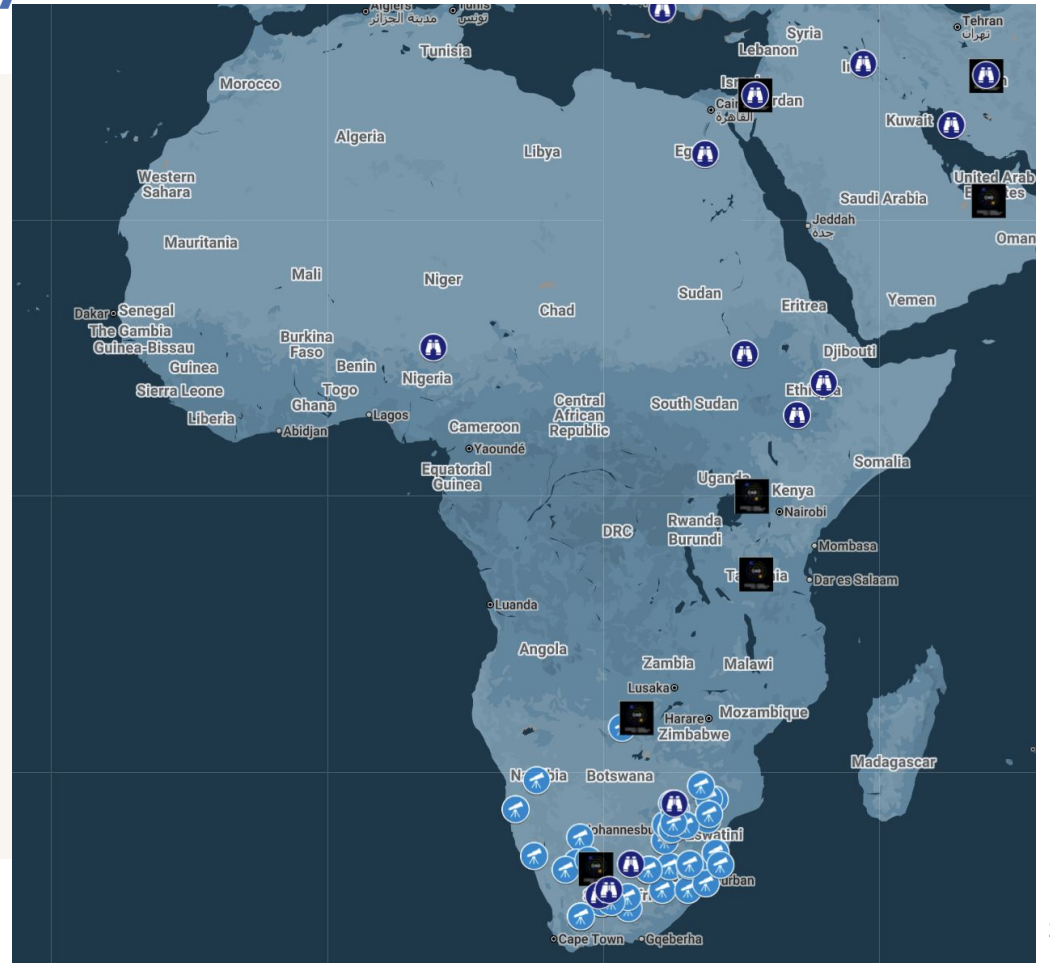 Algiers
مدينة الجزائر
Tunis
تونس
Tunisia
Morocco
Algeria
Libya
Syria
Lebanon
Tehran
تهران
القاهرة
Kuwait
Western
Sahara
United Arab
Saudi Arabia
Jeddah
جدة
Oman
Mauritania
Mali
Niger
Chad
Sudan
Eritrea
Yemen
Dakar
Senegal
The Gambia
Guinea-Bissau
Guinea
Sierra Leone
Liberia
Burkina
Faso
Benin
Togo
Ghana
Abidjan
Lagos
Nigeria
Cameroon
Yaoundé
Equatorial
Guinea
Central
African
Republic
South Sudan
Djibouti
Somalia
Kenya
Nairobi
Rwanda
Burundi
DRC
Mombasa
Dar es Salaam
Luanda
Angola
Zambia
Malawi
Lusaka
Harare
Zimbabwe
Mozambique
Madagascar
Botswana
Cape Town
Gqeberha